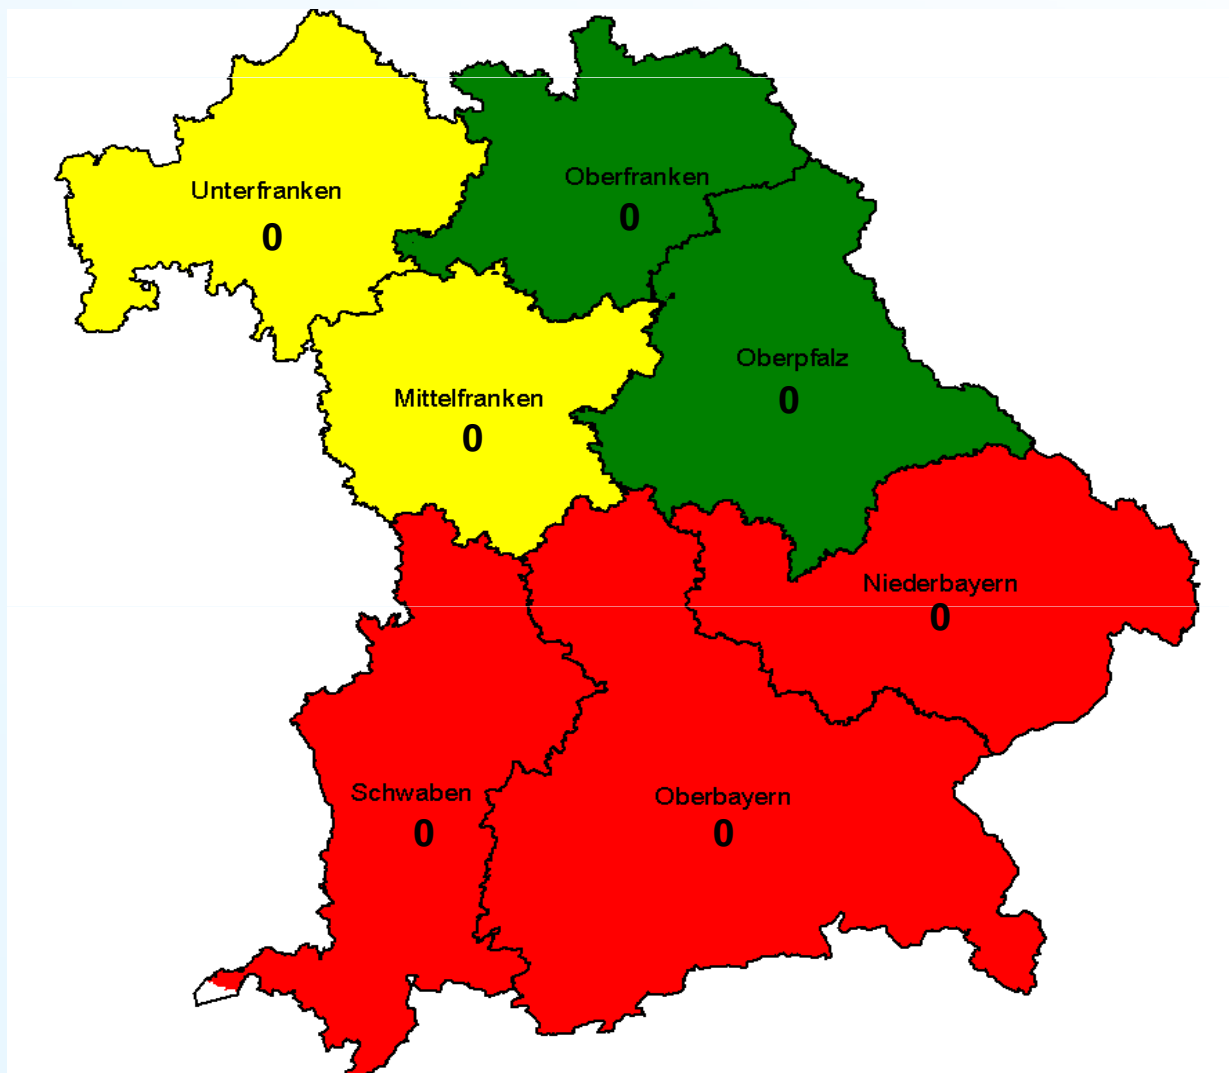 Oberfranken
0
Unterfranken
0
Oberpfalz
0
Mittelfranken
0
Niederbayern
0
Schwaben
0
Oberbayern
0